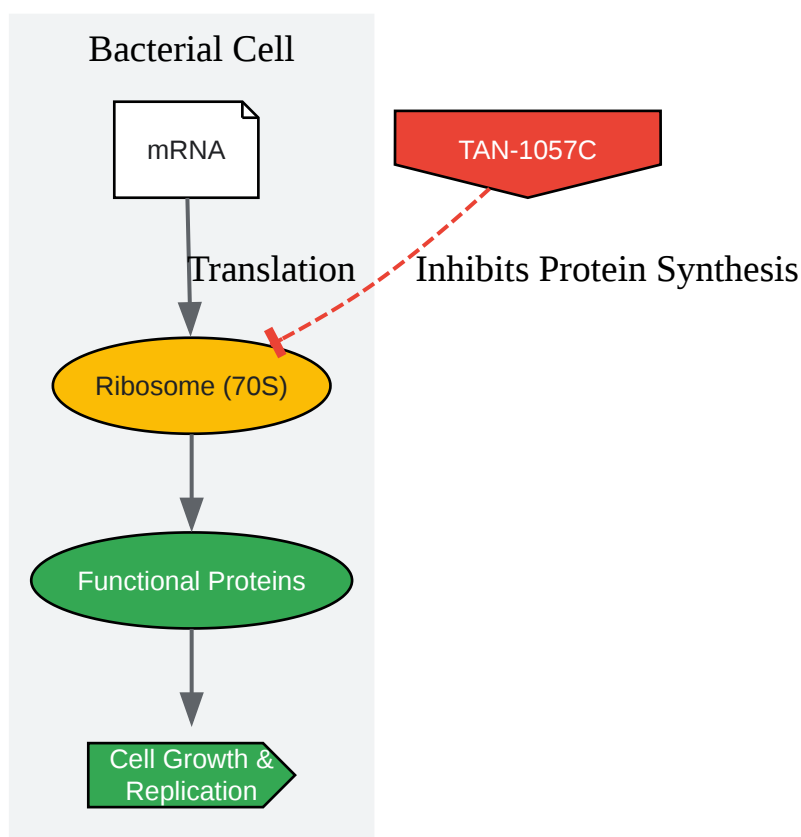 Bacterial Cell
mRNA
TAN-1057C
Translation
Inhibits Protein Synthesis
Ribosome (70S)
Functional Proteins
Cell Growth &
Replication